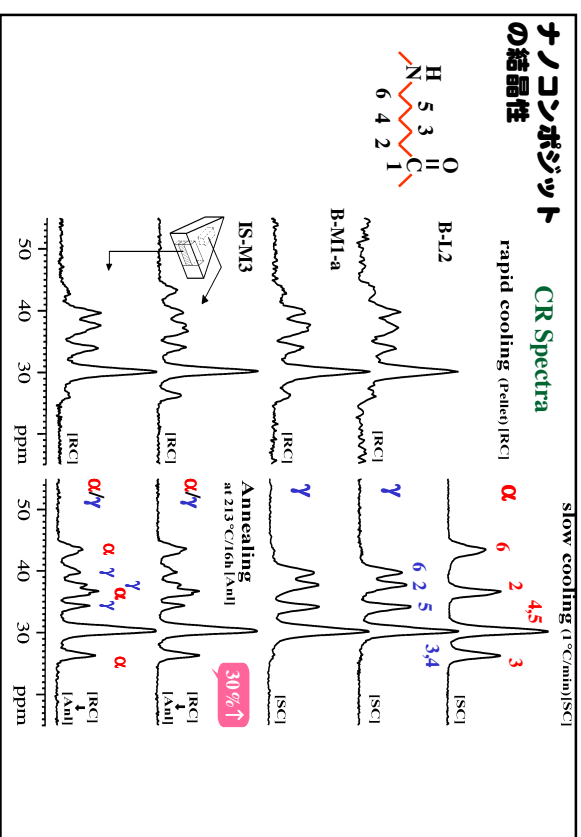 ナノコンポジット
の結晶性
CR Spectra
slow cooling (1℃/min)[SC]
rapid cooling (Pellet) [RC]
H
O
N
C
5 3
6 4 2
1
α
6
2
4,5
3
[SC]
B-L2
[RC]
γ
6
2
5
3,4
[SC]
B-M1-a
[RC]
γ
[SC]
Annealing
at 213℃/16h [Anl]
30%↑
IS-M3
[RC]
α/γ
[RC]
↓
[Anl]
[RC]
α/γ
α
γ
γ
α
γ
α
[RC]
↓
[Anl]
50 40 30 ppm
50 40 30 ppm